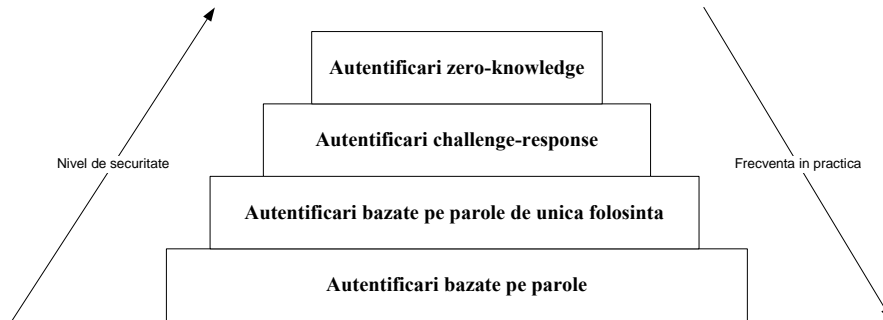 Autentificari zero-knowledge
Autentificari challenge-response
Nivel de securitate
Frecventa in practica
Autentificari bazate pe parole de unica folosinta
Autentificari bazate pe parole